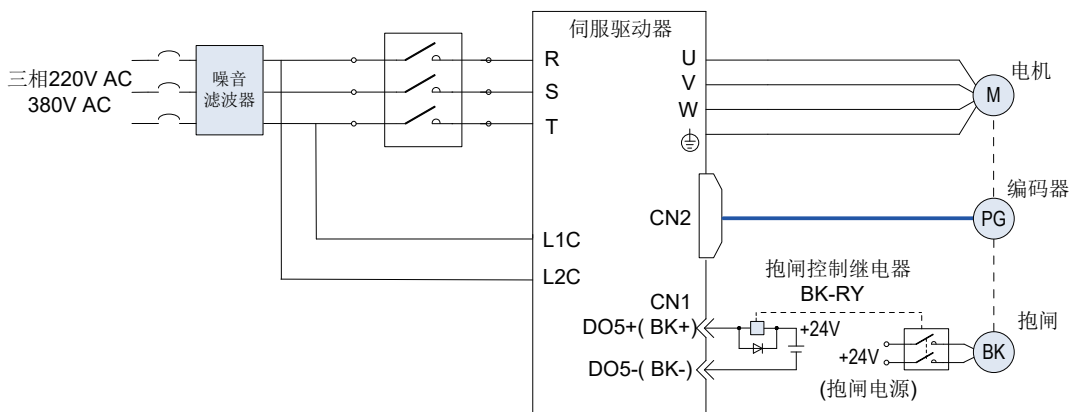 伺服驱动器
三相220V AC
380V AC
噪音
滤波器
R
S
T
L1C
L2C
U
V
W
CN2
CN1
DO5+( BK+)
DO5-( BK-)
电机
M
编码器
PG
抱闸控制继电器
BK-RY
+24V
+24V
(抱闸电源)
抱闸
BK